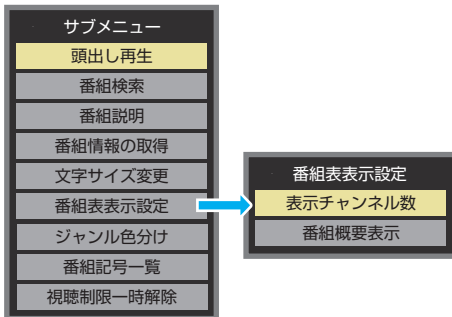 サブメニュー
頭出し再生
番組検索
番組説明
番組情報の取得
文字サイズ変更
番組表表示設定
ジャンル色分け
番組記号一覧
視聴制限一時解除
番組表表示設定
表示チャンネル数
番組概要表示